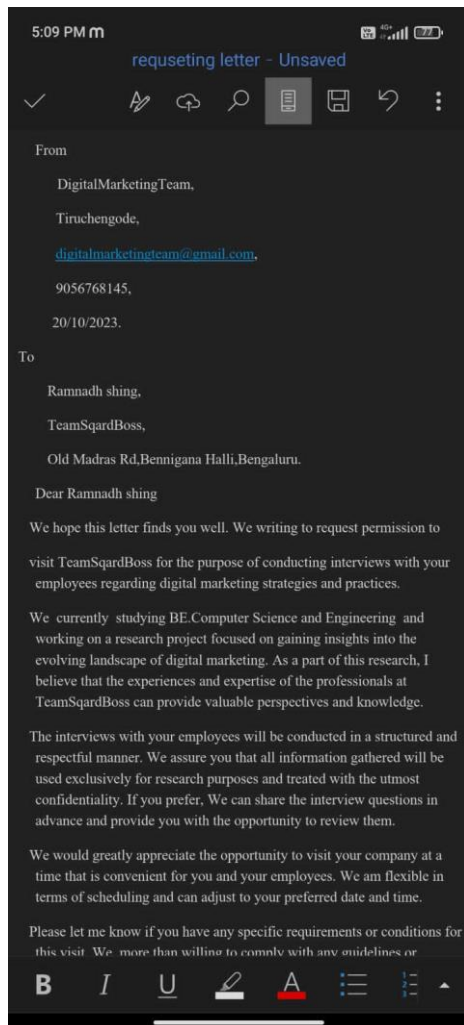 5:09 PM m
Vo LTE 40+ 77
requseting letter - Unsaved
From
DigitalMarketingTeam,
Tiruchengode,
digitalmarketingteam@gmail.com,
9056768145,
20/10/2023.
To
Ramnadh shing,
TeamSqardBoss,
Old Madras Rd,Bennigana Halli,Bengaluru.
Dear Ramnadh shing
We hope this letter finds you well. We writing to request permission to
visit TeamSqardBoss for the purpose of conducting interviews with your
employees regarding digital marketing strategies and practices.
We currently studying BE.Computer Science and Engineering and
working on a research project focused on gaining insights into the
evolving landscape of digital marketing. As a part of this research, I
believe that the experiences and expertise of the professionals at
TeamSqardBoss can provide valuable perspectives and knowledge.
The interviews with your employees will be conducted in a structured and
respectful manner. We assure you that all information gathered will be
used exclusively for research purposes and treated with the utmost
confidentiality. If you prefer, We can share the interview questions in
advance and provide you with the opportunity to review them.
We would greatly appreciate the opportunity to visit your company at a
time that is convenient for you and your employees. We am flexible in
terms of scheduling and can adjust to your preferred date and time.
Please let me know if you have any specific requirements or conditions for
this visit. We more than willing to comply with any guidelines or
B I U A 1 2 3